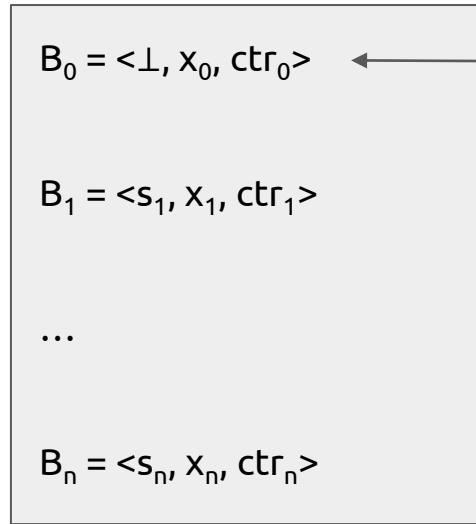 B₀ = <⊥, x₀, ctr₀>
B₁ = <s₁, x₁, ctr₁>
...
Bₙ = <sₙ, xₙ, ctrₙ>